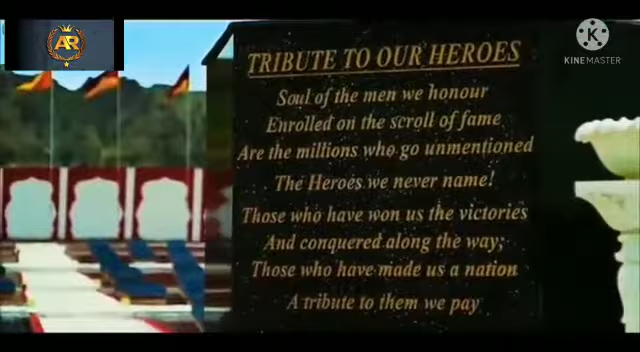 AR
KINEMASTER
TRIBUTE TO OUR HEROES
Soul of the men we honour
Enrolled on the scroll of fame
Are the millions who go unmentioned
The Heroes we never name!
Those who have won us the victories
And conquered along the way;
Those who have made us a nation
A tribute to them we pay